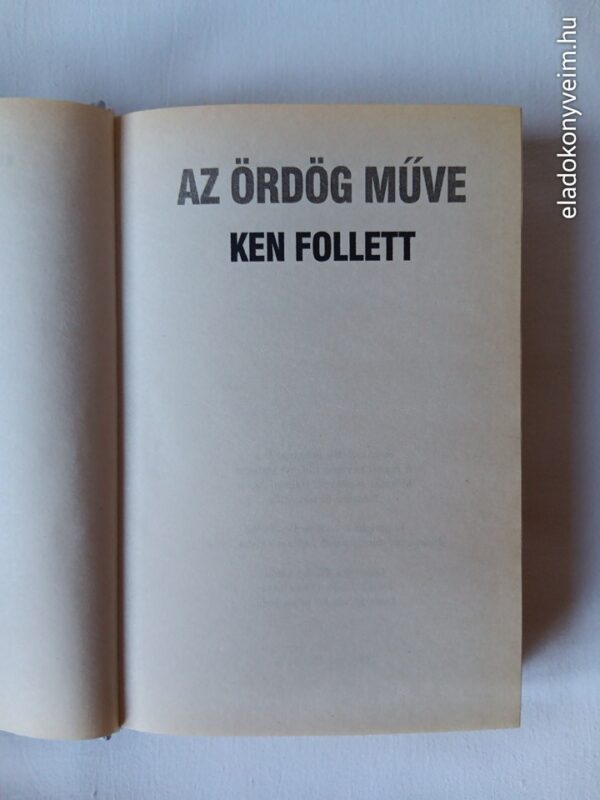 AZ ÖRDÖG MŰVE
KEN FOLLETT
eladokonyveim.hu